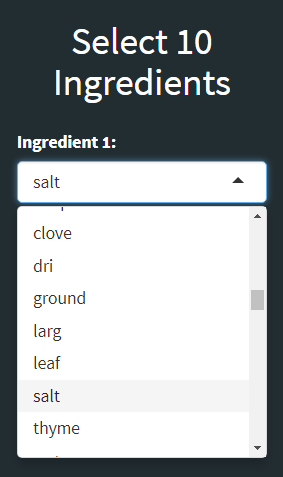 Select 10
Ingredients
Ingredient 1:
salt
clove
dri
ground
larg
leaf
salt
thyme